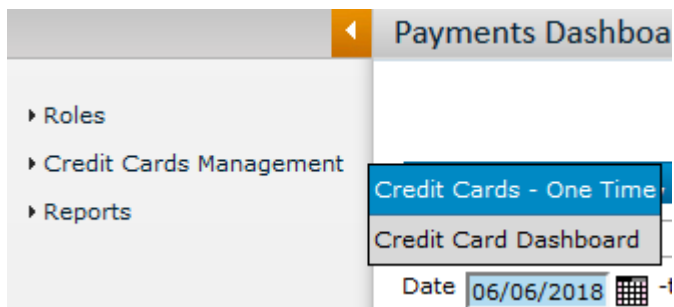 Payments Dashboa
Roles
Credit Cards Management
Credit Cards - One Time
Reports
Credit Card Dashboard
Date 06/06/2018 -t